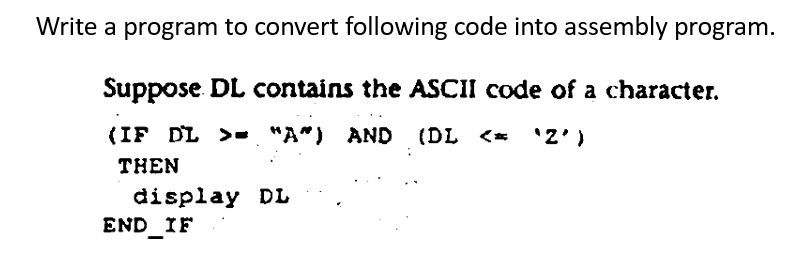 Write a program to convert following code into assembly program.
Suppose DL contains the ASCII code of a character.
(IF DL >= "A") AND (DL <= 'Z')
THEN
display DL
END_IF